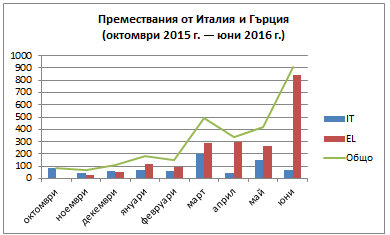 Премествания от Италия и Гърция
(октомври 2015 г. — юни 2016 г.)
1000
900
800
700
600
500
400
300
200
100
0
октомври
ноември
декември
януари
февруари
март
април
май
юни
IT
EL
Общо